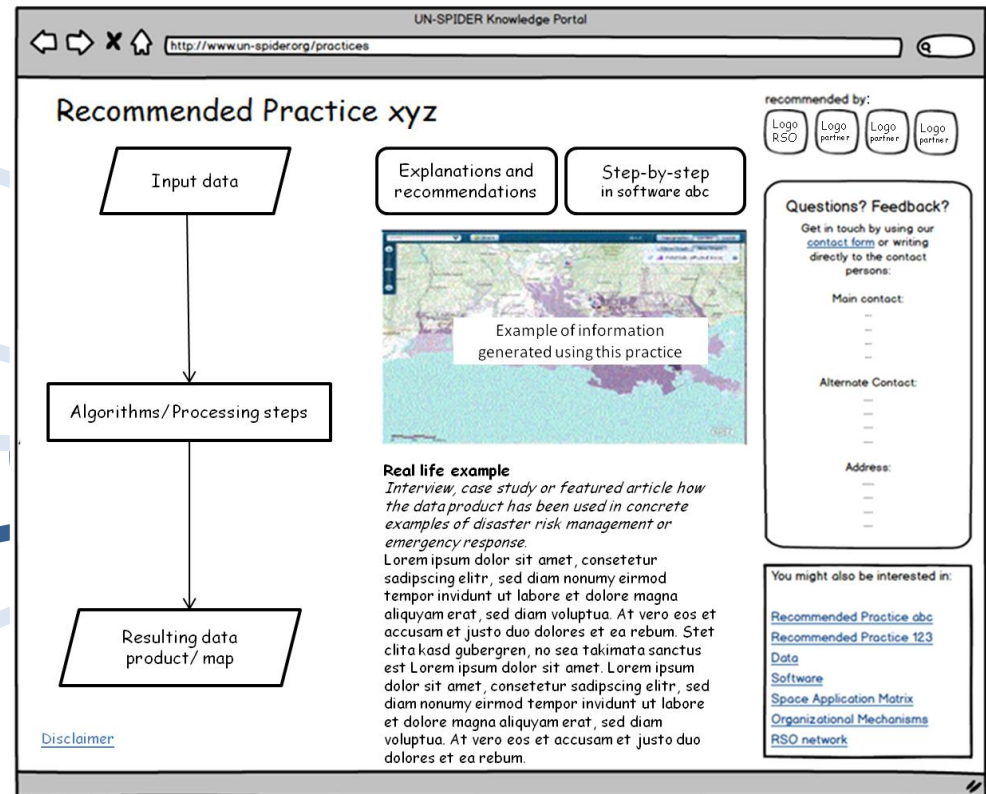 UN-SPIDER Knowledge Portal
http://www.un-spider.org/practices
Recommended Practice xyz
Input data
Algorithms/Processing steps
Resulting data
product/ map
Disclaimer
Explanations and
recommendations
Step-by-step
in software abc
Example of information
generated using this practice
esri
Real life example
Interview, case study or featured article how
the data product has been used in concrete
examples of disaster risk management or
emergency response.
Lorem ipsum dolor sit amet, consetetur
sadipscing elitr, sed diam nonumy eirmod
tempor invidunt ut labore et dolore magna
aliquyam erat, sed diam voluptua. At vero eos et
accusam et justo duo dolores et ea rebum. Stet
clita kasd gubergren, no sea takimata sanctus
est Lorem ipsum dolor sit amet. Lorem ipsum
dolor sit amet, consetetur sadipscing elitr, sed
diam nonumy eirmod tempor invidunt ut labore
et dolore magna aliquyam erat, sed diam
voluptua. At vero eos et accusam et justo duo
dolores et ea rebum.
recommended by:
Logo
RSO
Logo
partner
Logo
partner
Logo
partner
Questions? Feedback?
Get in touch by using our
contact form or writing
directly to the contact
persons:
Main contact:
...
...
...
...
Alternate Contact:
...
...
...
...
Address:
...
...
...
...
You might also be interested in:
Recommended Practice abc
Recommended Practice 123
Data
Software
Space Application Matrix
Organizational Mechanisms
RSO network